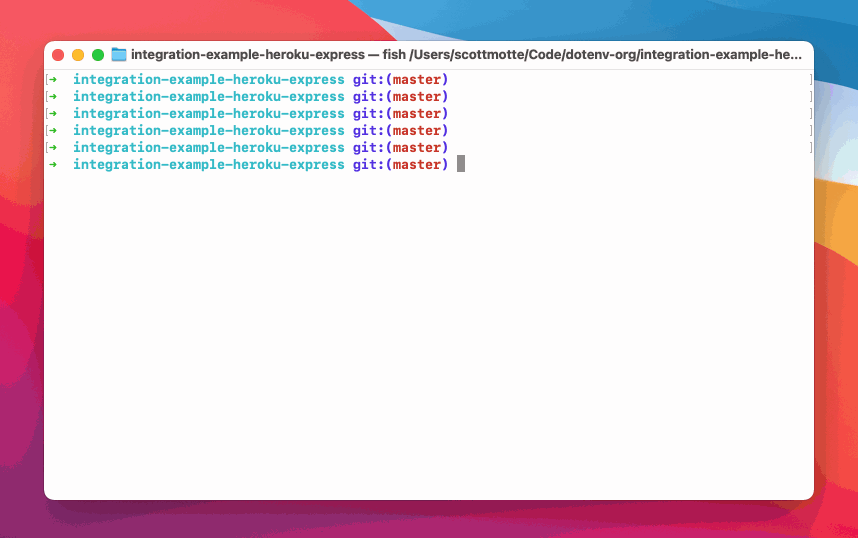 integration-example-heroku-express — fish /Users/scottmotte/Code/dotenv-org/integration-example-he...
[➜  integration-example-heroku-express git:(master) ]
[➜  integration-example-heroku-express git:(master) ]
[➜  integration-example-heroku-express git:(master) ]
[➜  integration-example-heroku-express git:(master) ]
[➜  integration-example-heroku-express git:(master) ]
➜  integration-example-heroku-express git:(master)